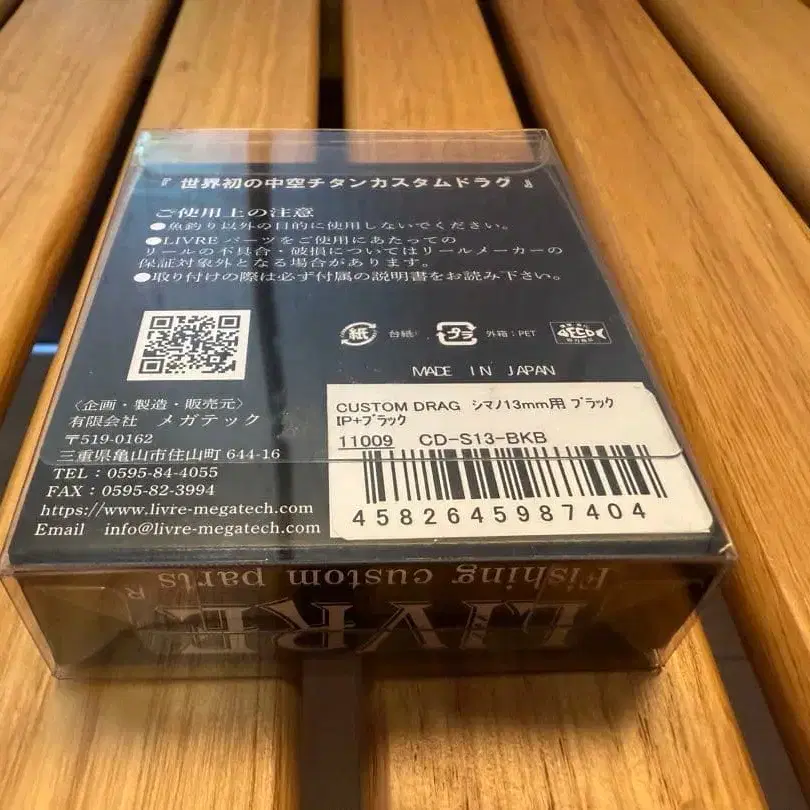 『 世界初の中空チタンカスタムドラグ 』
ご使用上の注意
●魚釣り以外の目的に使用しないでください。
●LIVRE パーツをご使用にあたっての
リールの不具合・破損についてはリールメーカーの
保証対象外となる場合があります。
●取り付けの際は必ず付属の説明書をお読み下さい。
紙 台紙: プラ 外箱:PET
MADE IN JAPAN
〈企画・製造・販売元〉
有限会社 メガテック
〒519-0162
三重県亀山市住山町 644-16
TEL:0595-84-4055
FAX:0595-82-3994
https://www.livre-megatech.com
Email info@livre-megatech.com
CUSTOM DRAG シマノ13mm用 ブラック
IP+ブラック
11009 CD-S13-BKB
4582645987404
Fishing custom parts
LIVRE R